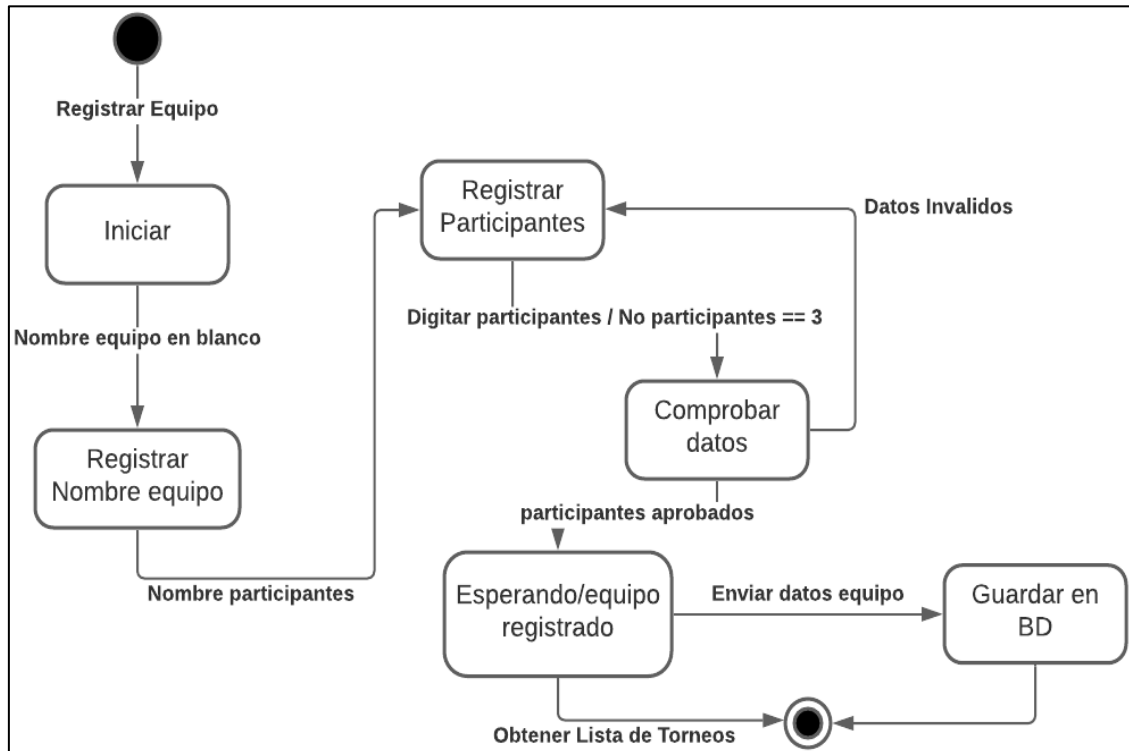 Registrar Equipo
Iniciar
Nombre equipo en blanco
Registrar
Nombre equipo
Nombre participantes
Registrar
Participantes
Datos Invalidos
Digitar participantes / No participantes == 3
Comprobar
datos
participantes aprobados
Esperando/equipo
registrado
Enviar datos equipo
Guardar en
BD
Obtener Lista de Torneos